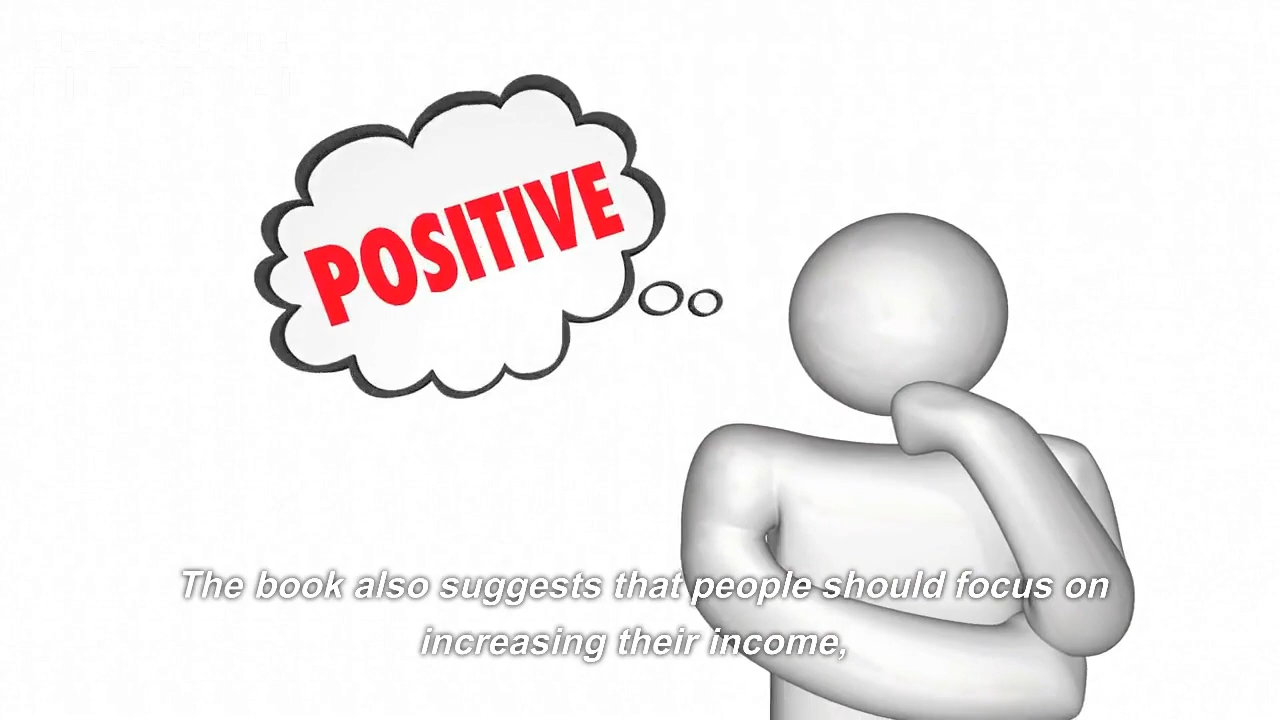 POSITIVE
The book also suggests that people should focus on
increasing their income,